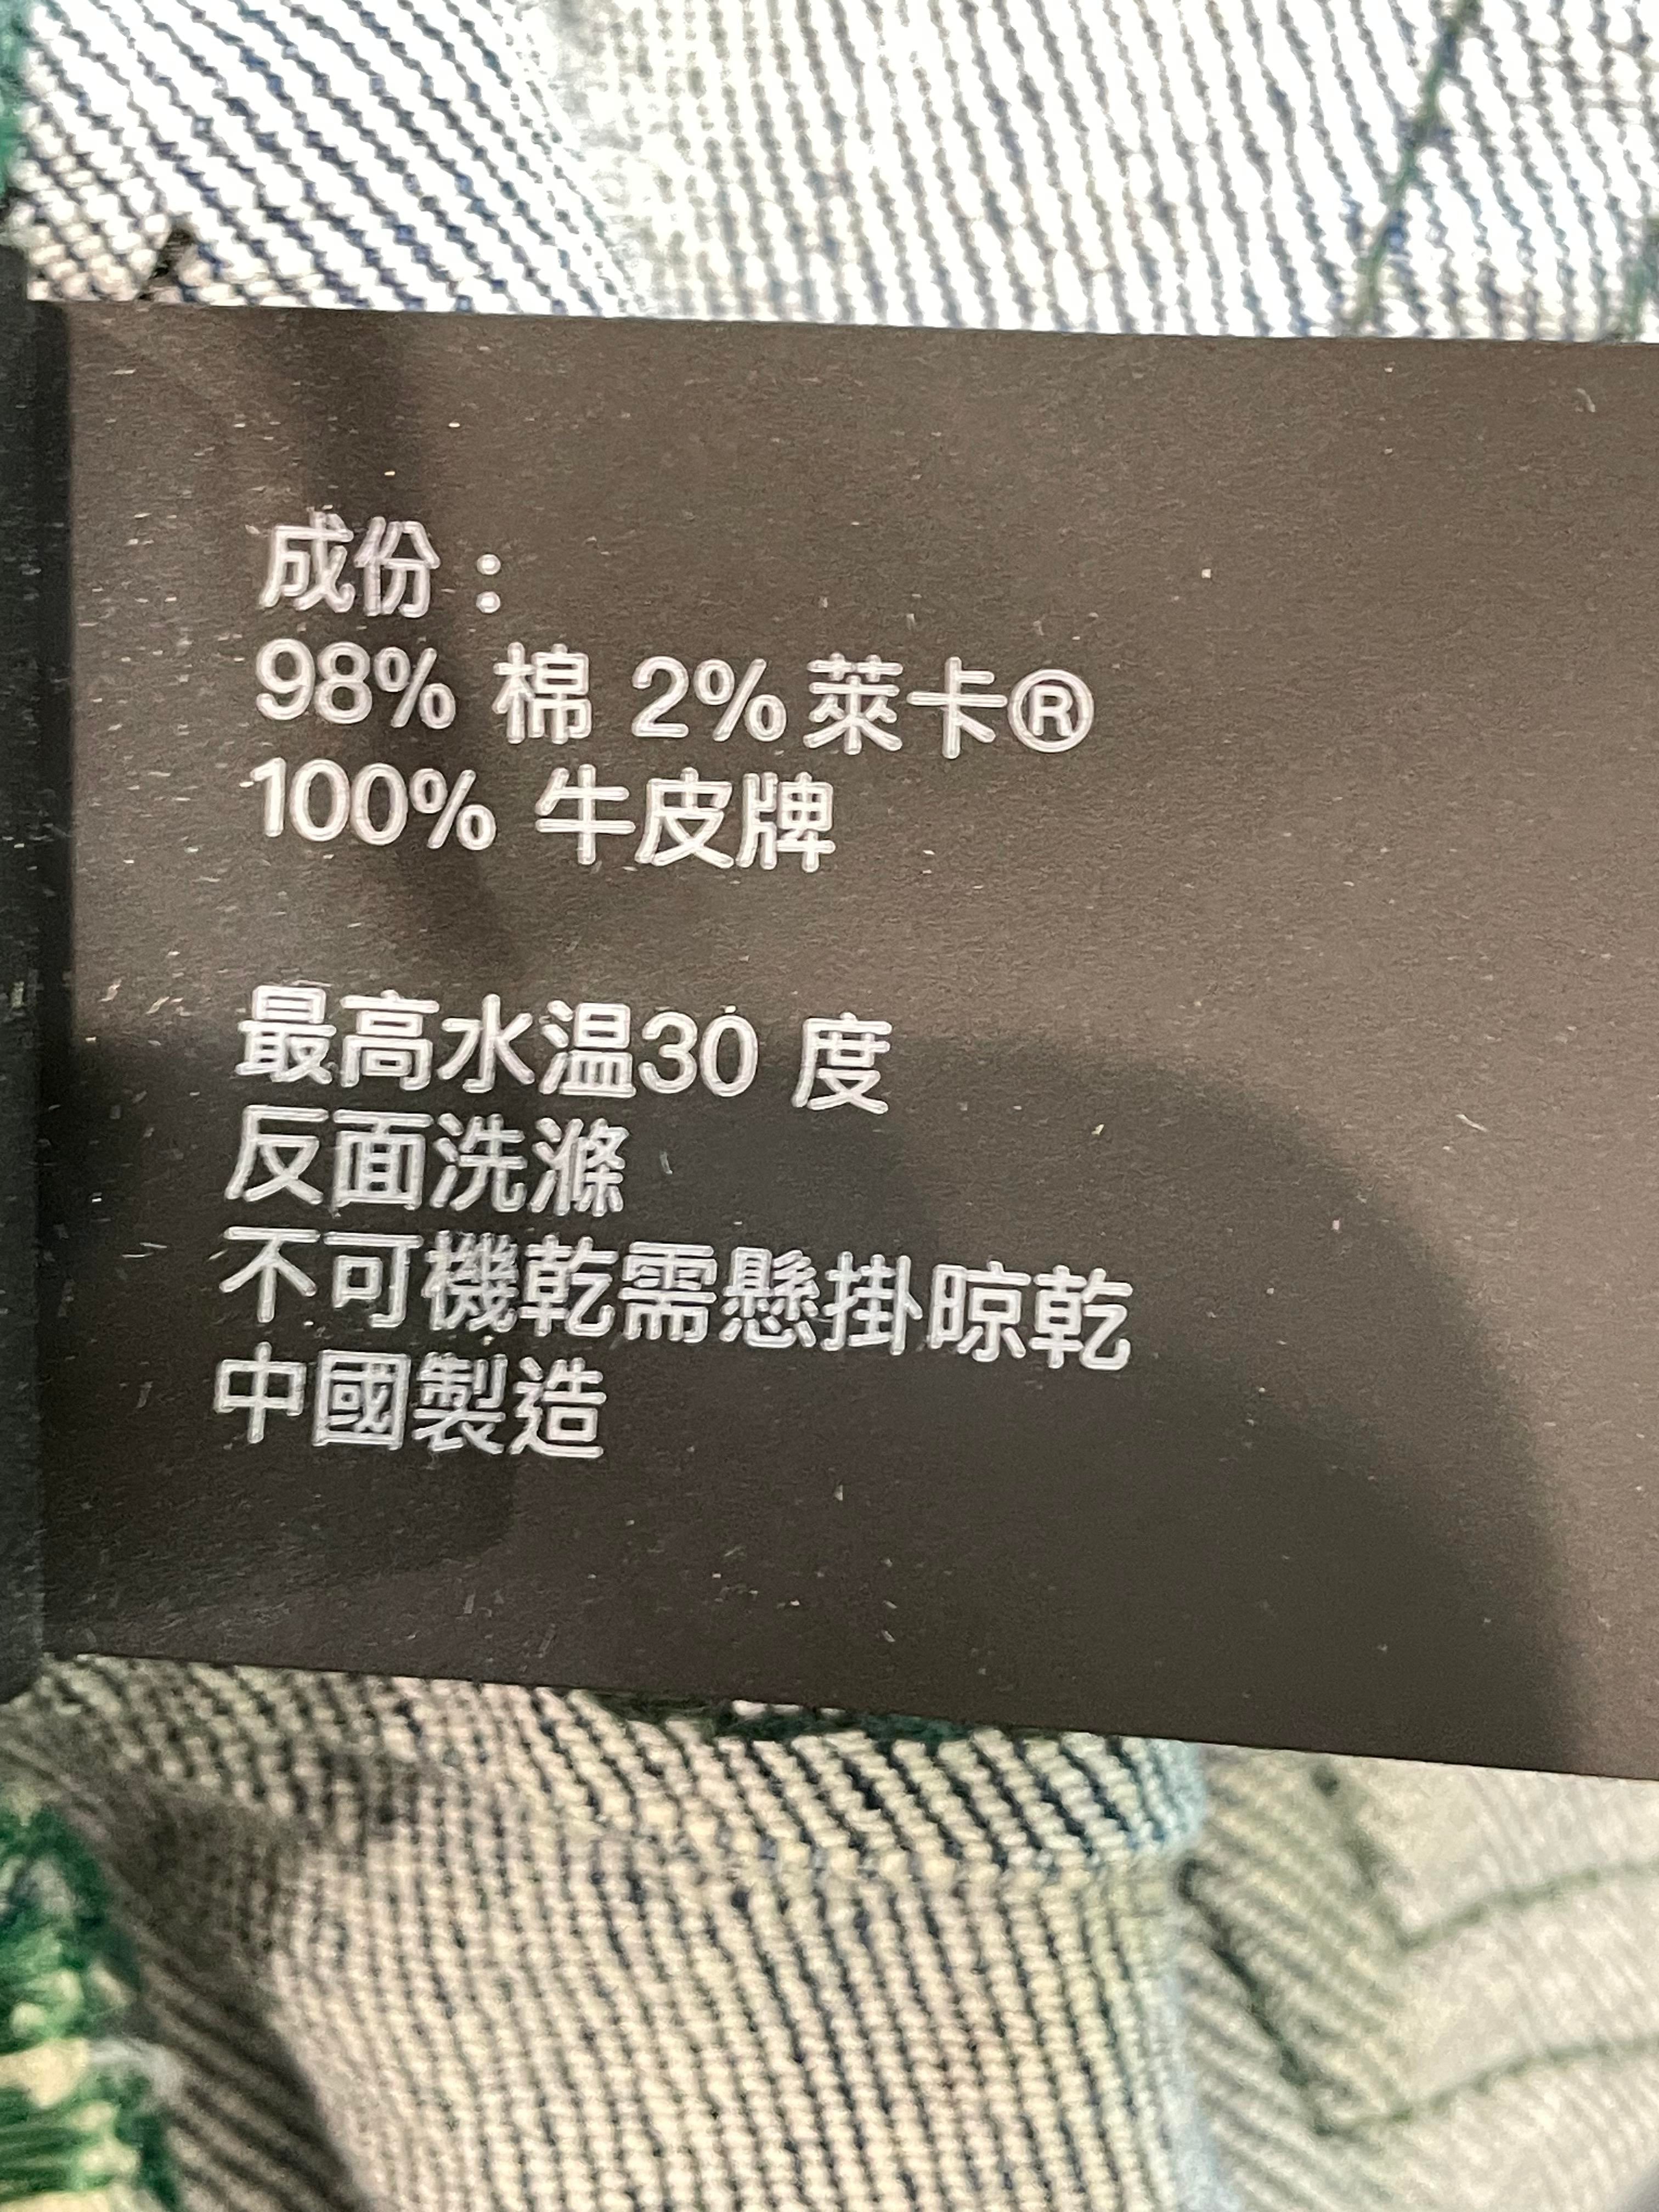 成份：
98% 棉 2% 萊卡®
100% 牛皮牌
最高水温30 度
反面洗滌
不可機乾需懸掛晾乾
中國製造